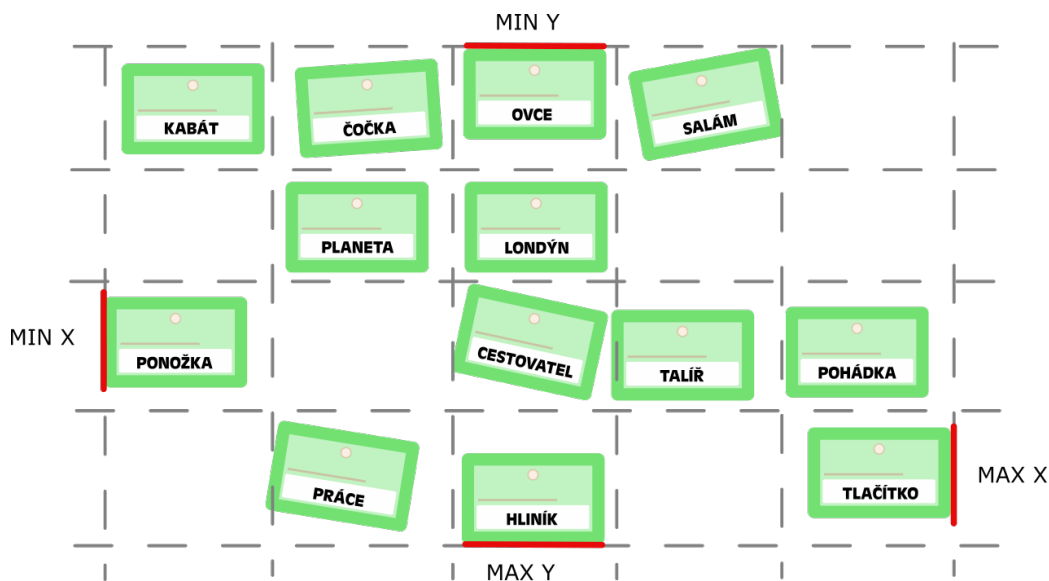 MIN Y
KABÁT
ČOČKA
OVCE
SALÁM
PLANETA
LONDÝN
MIN X
PONOŽKA
CESTOVATEL
TALÍŘ
POHÁDKA
PRÁCE
HLINÍK
TLAČÍTKO
MAX X
MAX Y